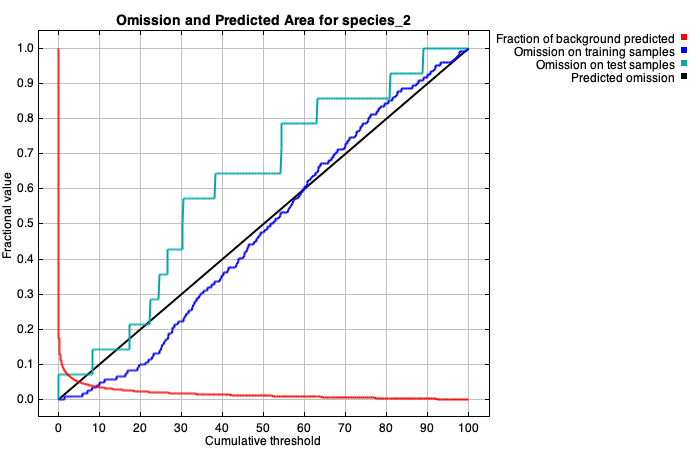 Omission and Predicted Area for species_2
Fraction of background predicted
Omission on training samples
Omission on test samples
Predicted omission
Fractional value
1.0
0.9
0.8
0.7
0.6
0.5
0.4
0.3
0.2
0.1
0.0
0 10 20 30 40 50 60 70 80 90 100
Cumulative threshold